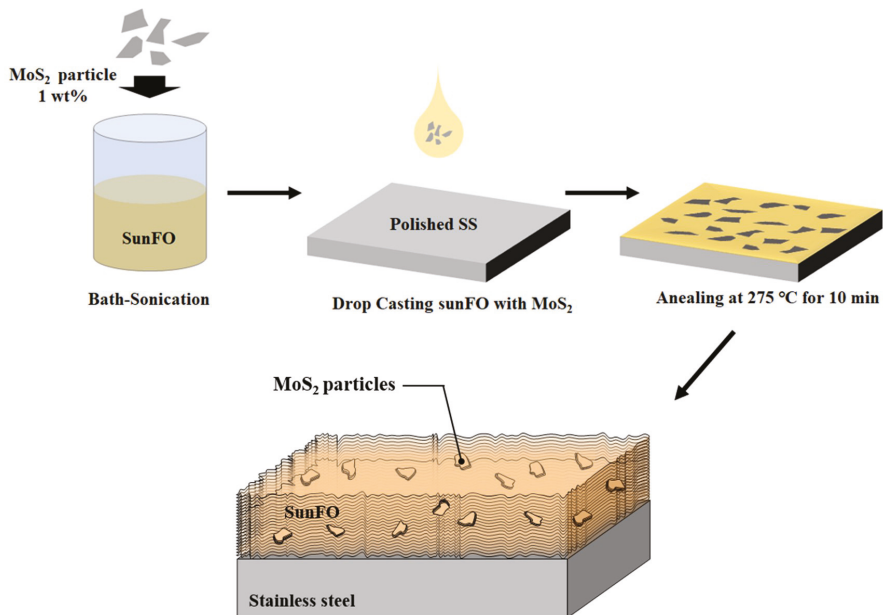 MoS₂ particle
1 wt%
SunFO
Bath-Sonication
Polished SS
Drop Casting sunFO with MoS₂
Anealing at 275 ℃ for 10 min
MoS₂ particles
SunFO
Stainless steel